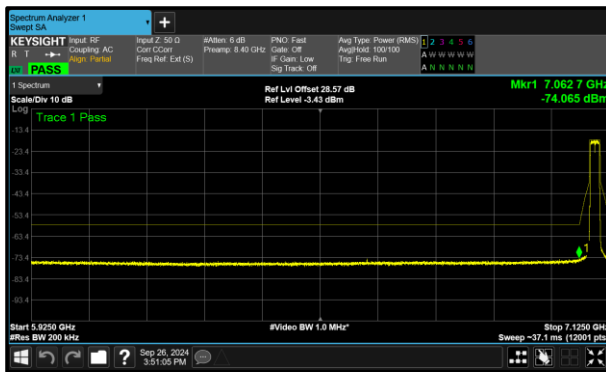 Spectrum Analyzer 1
Swept SA
+
KEYSIGHT
R T
PASS
Input: RF
Coupling: AC
Align: Partial
Input Z: 50 Ω
Corr CCorr
Freq Ref: Ext (S)
#Atten: 6 dB
Preamp: 8.40 GHz
PNO: Fast
Gate: Off
IF Gain: Low
Sig Track: Off
Avg Type: Power (RMS)
Avg|Hold: 100/100
Trig: Free Run
1 2 3 4 5 6
A W W W W W
A N N N N N
1 Spectrum
Scale/Div 10 dB
Ref Lvl Offset 28.57 dB
Ref Level -3.43 dBm
Mkr1 7.062 7 GHz
-74.065 dBm
Log
Trace 1 Pass
-13.4
-23.4
-33.4
-43.4
-53.4
-63.4
-73.4
-83.4
-93.4
1
Start 5.9250 GHz
#Res BW 200 kHz
#Video BW 1.0 MHz*
Stop 7.1250 GHz
Sweep ~37.1 ms (12001 pts)
?
Sep 26, 2024
3:51:05 PM